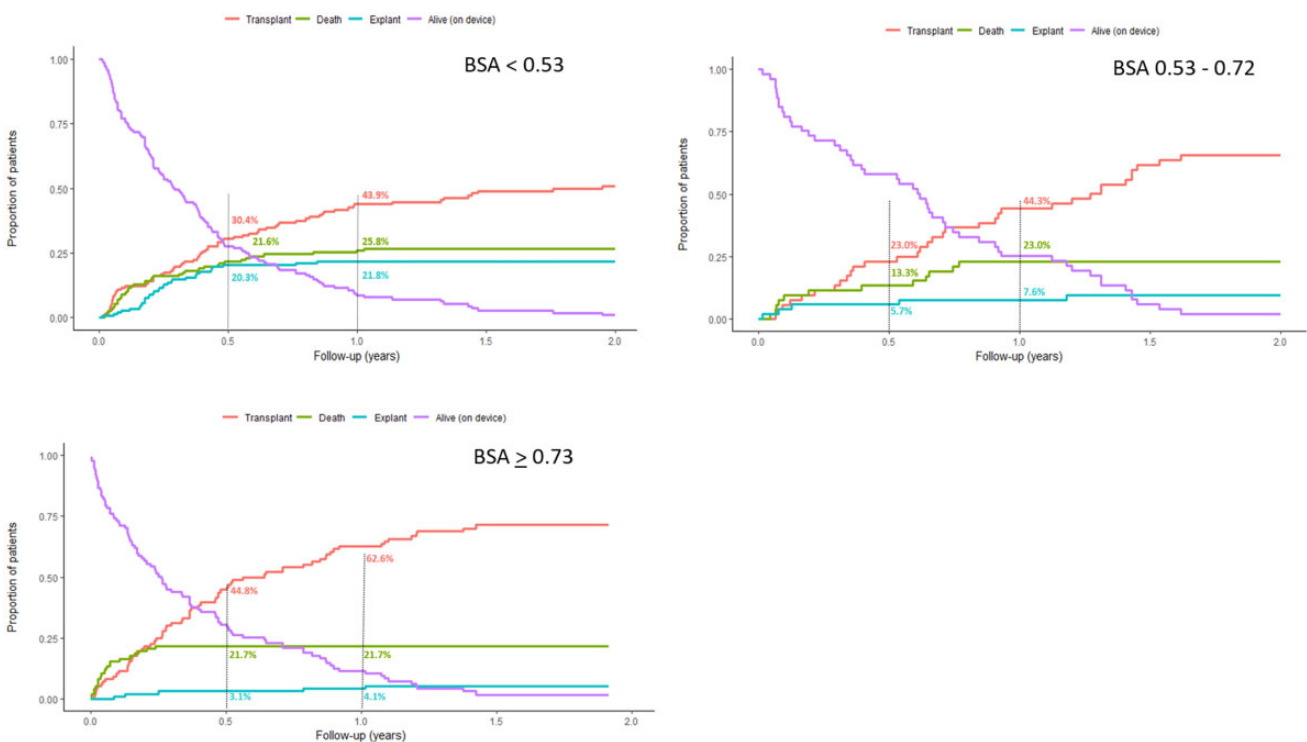 Transplant Death Explant Alive (on device)
BSA < 0.53
Proportion of patients
1.00
0.75
0.50
0.25
0.00
30.4%
21.6%
20.3%
43.9%
25.8%
21.8%
0.0 0.5 1.0 1.5 2.0
Follow-up (years)
Transplant Death Explant Alive (on device)
BSA 0.53 - 0.72
Proportion of patients
1.00
0.75
0.50
0.25
0.00
23.0%
13.3%
5.7%
44.3%
23.0%
7.6%
0.0 0.5 1.0 1.5 2.0
Follow-up (years)
Transplant Death Explant Alive (on device)
BSA ≥ 0.73
Proportion of patients
1.00
0.75
0.50
0.25
0.00
44.8%
21.7%
3.1%
62.6%
21.7%
4.1%
0.0 0.5 1.0 1.5 2.0
Follow-up (years)